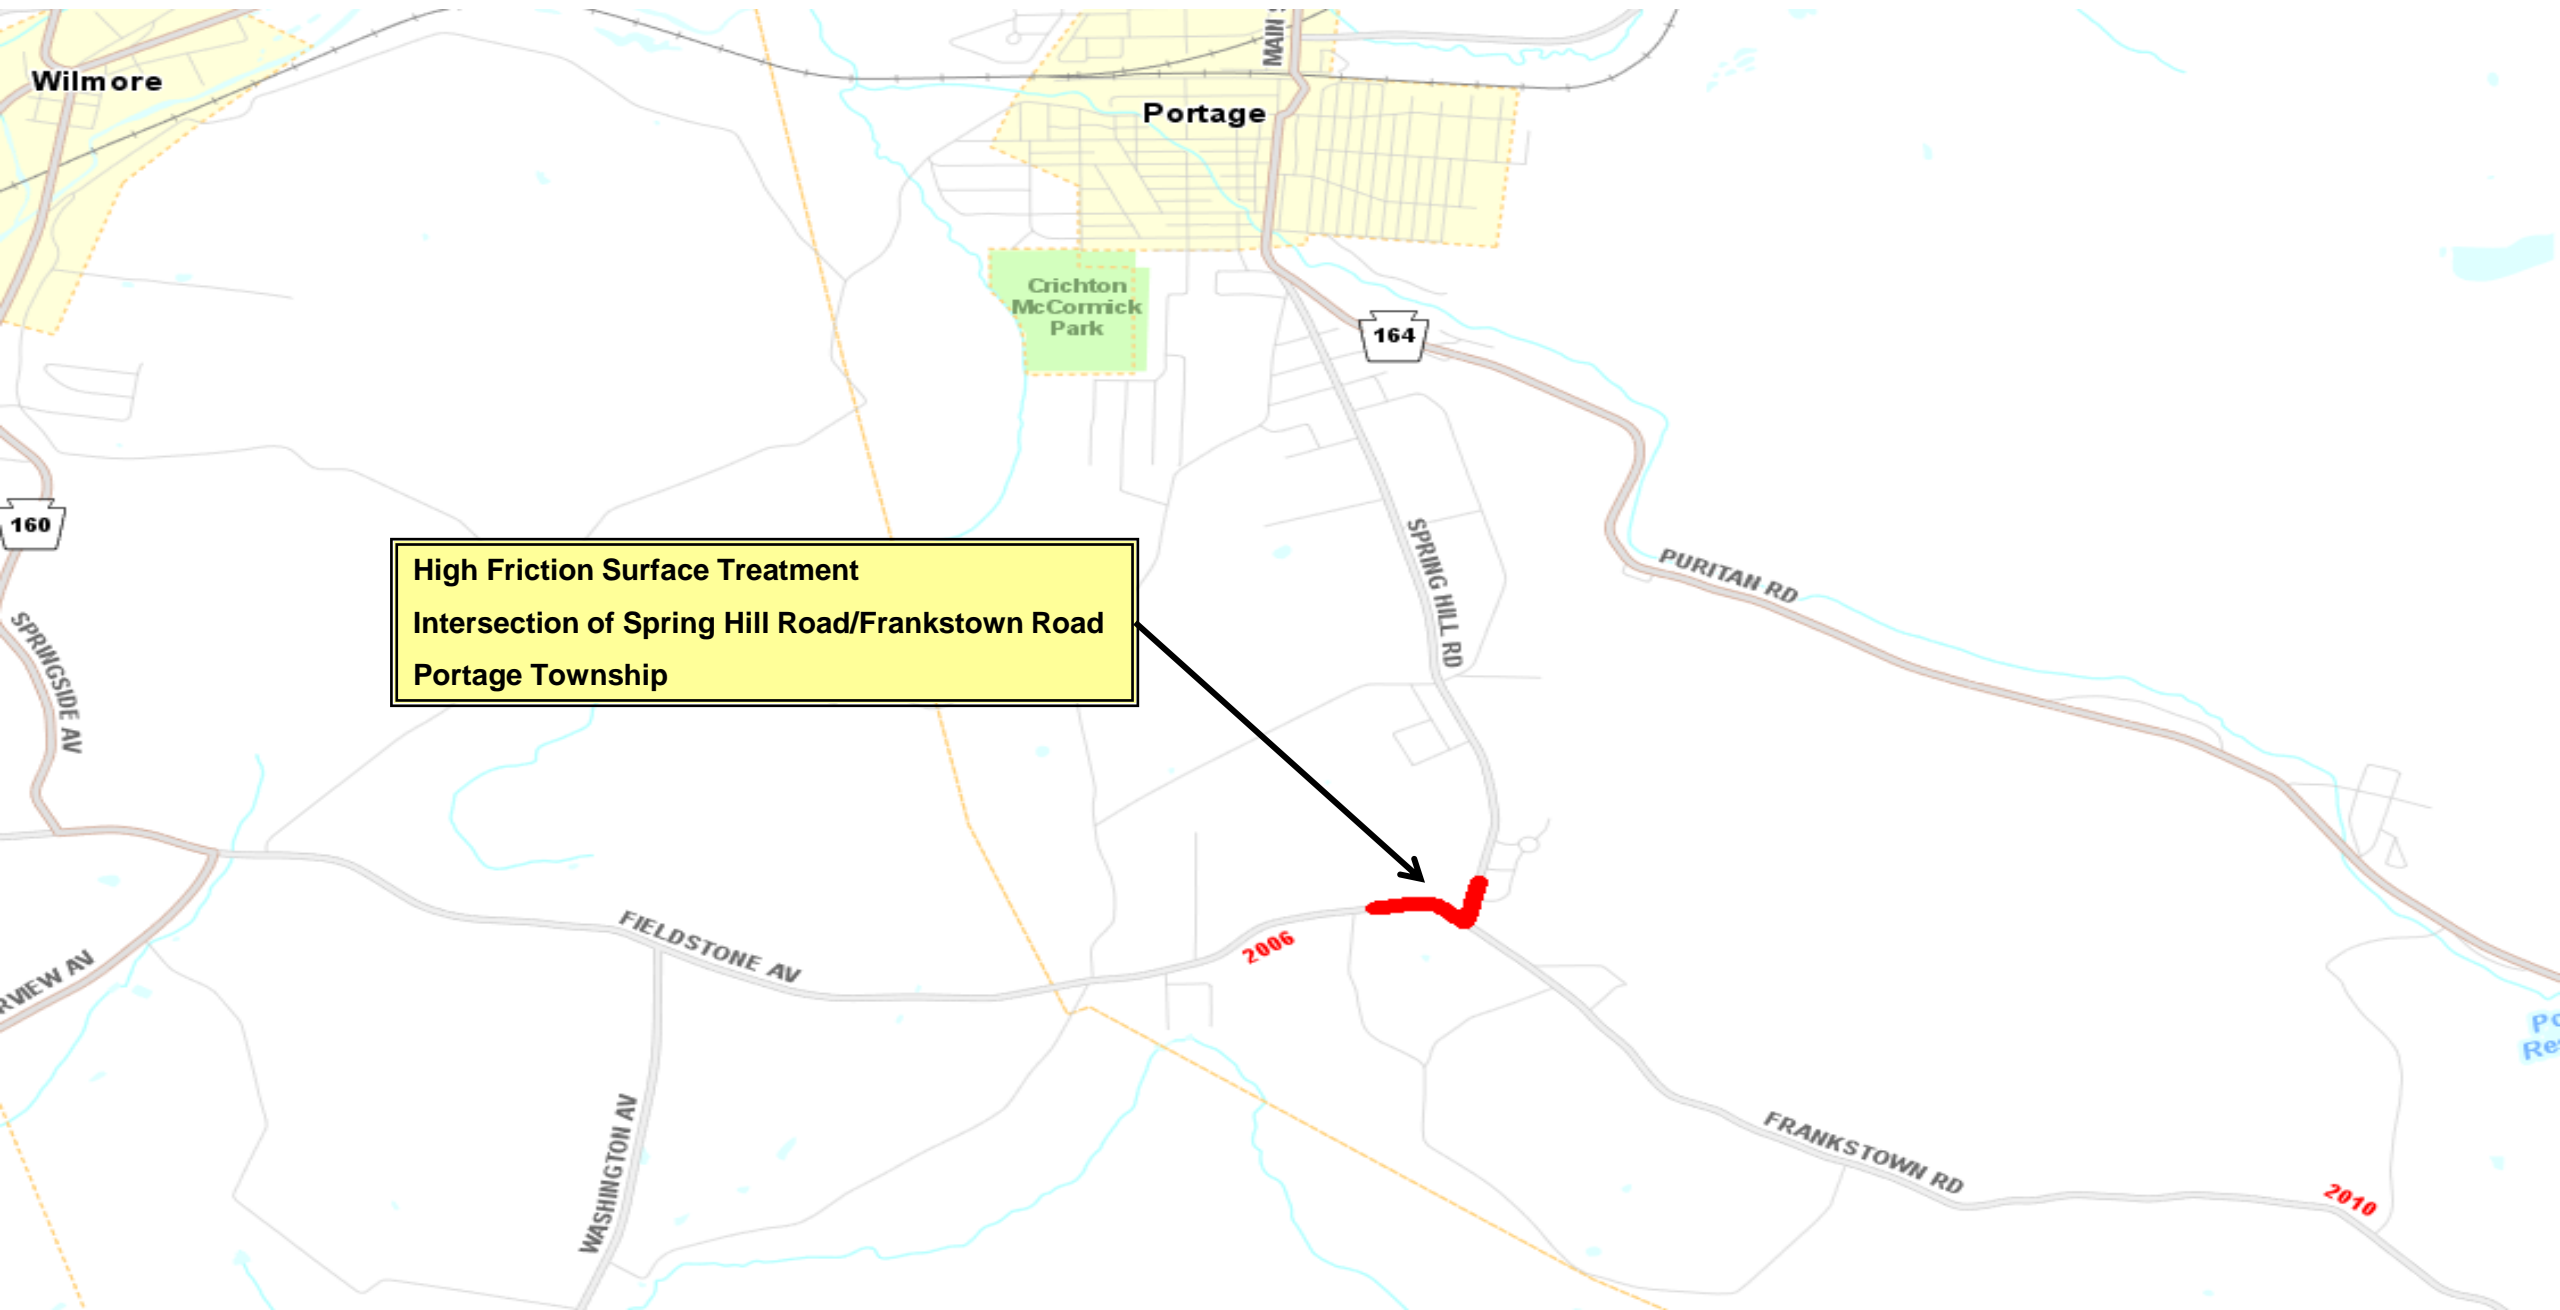 MAIN
Wilmore
Portage
Crichton
McCormick
Park
164
160
SPRING HILL RD
PURITAN RD
High Friction Surface Treatment
Intersection of Spring Hill Road/Frankstown Road
Portage Township
SPRINGSIDE AV
FIELDSTONE AV
2006
RVIEW AV
WASHINGTON AV
FRANKSTOWN RD
2010
Po
Res